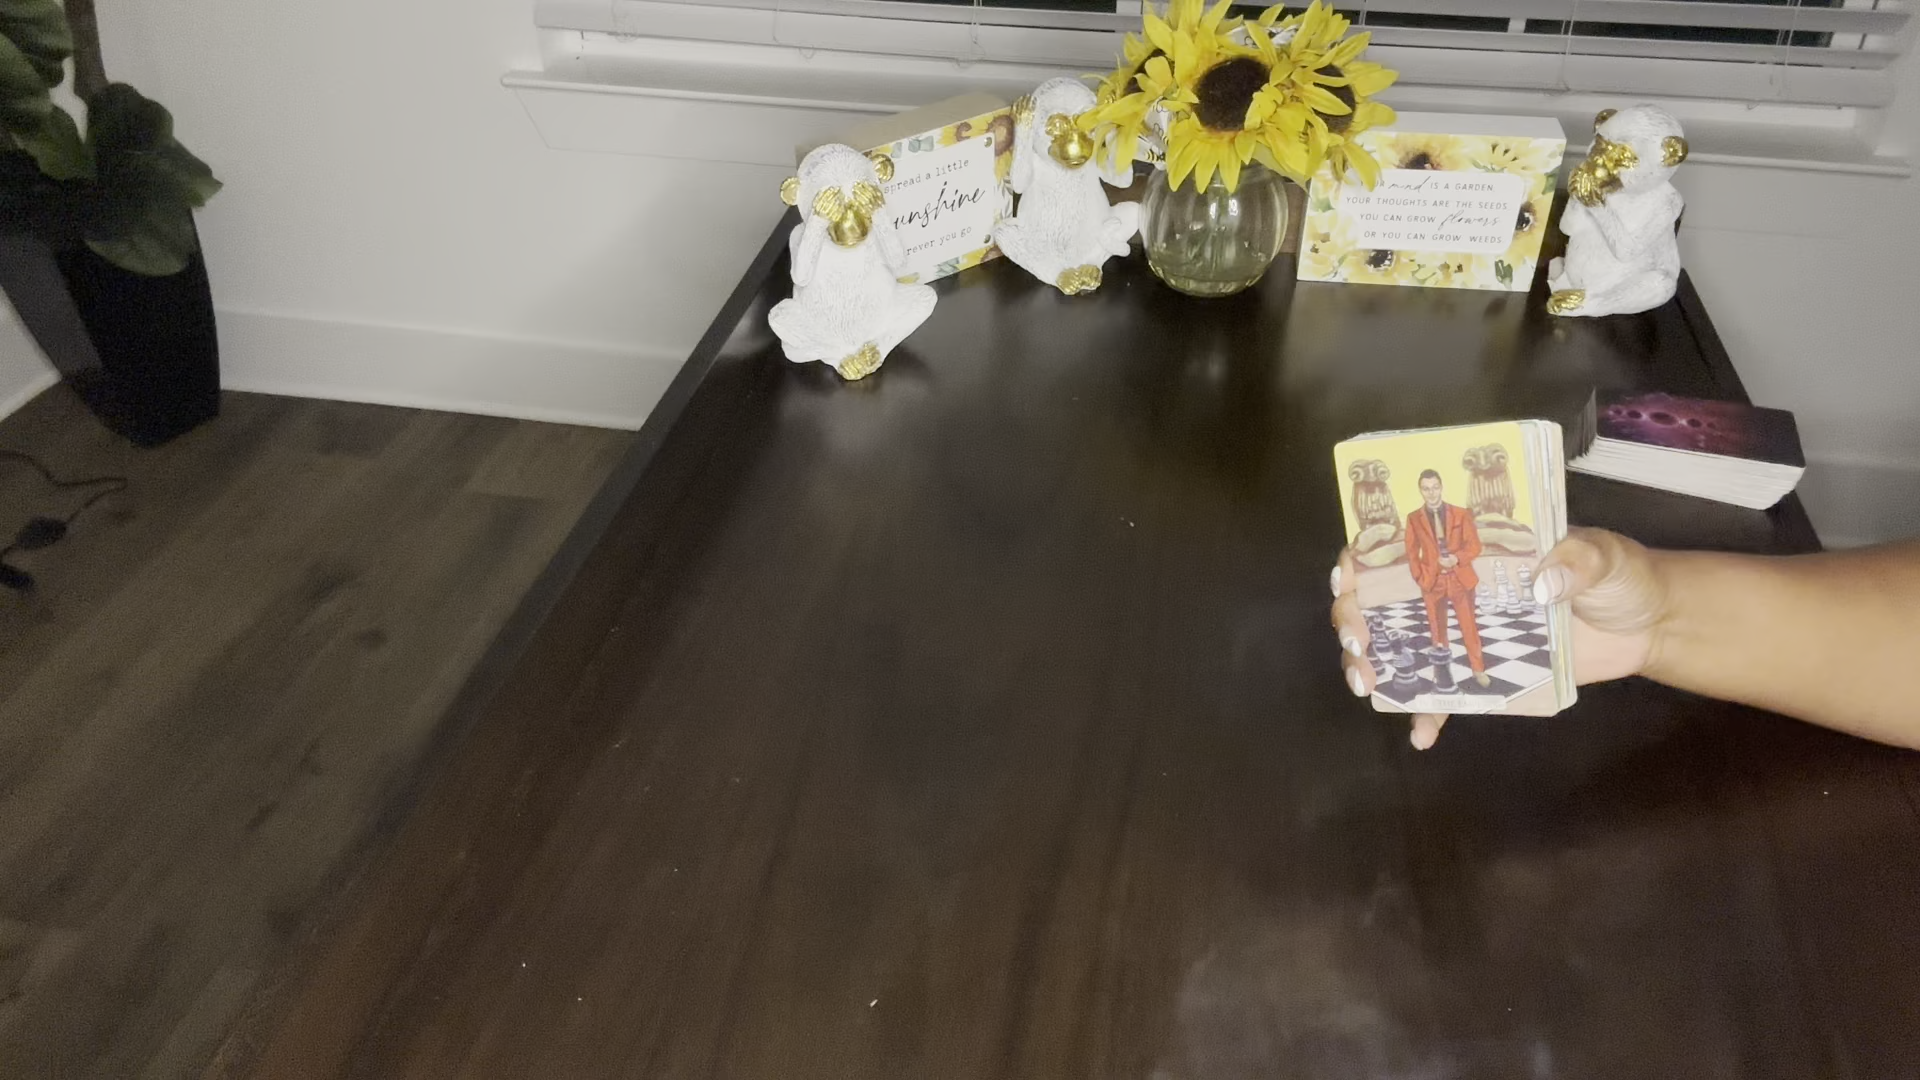 spread a little
unshine
rever you go
mind IS A GARDEN
YOUR THOUGHTS ARE THE SEEDS
YOU CAN GROW flowers
OR YOU CAN GROW WEEDS